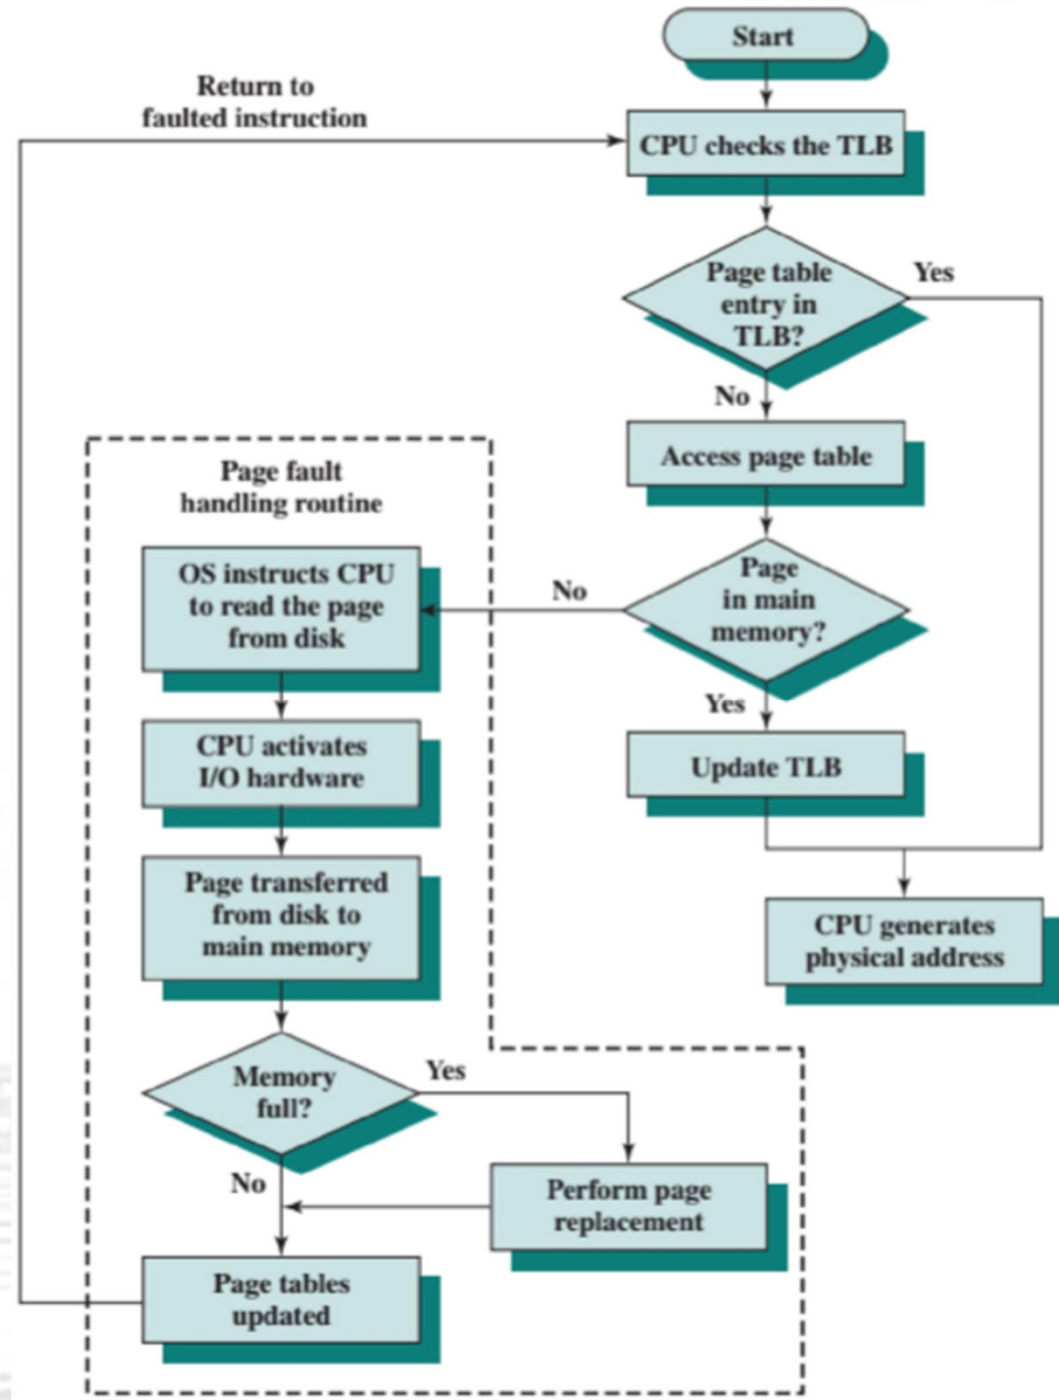 Start
Return to
faulted instruction
CPU checks the TLB
Page table
entry in
TLB?
Yes
No
Access page table
Page fault
handling routine
OS instructs CPU
to read the page
from disk
No
Page
in main
memory?
Yes
CPU activates
I/O hardware
Update TLB
Page transferred
from disk to
main memory
CPU generates
physical address
Memory
full?
Yes
No
Perform page
replacement
Page tables
updated